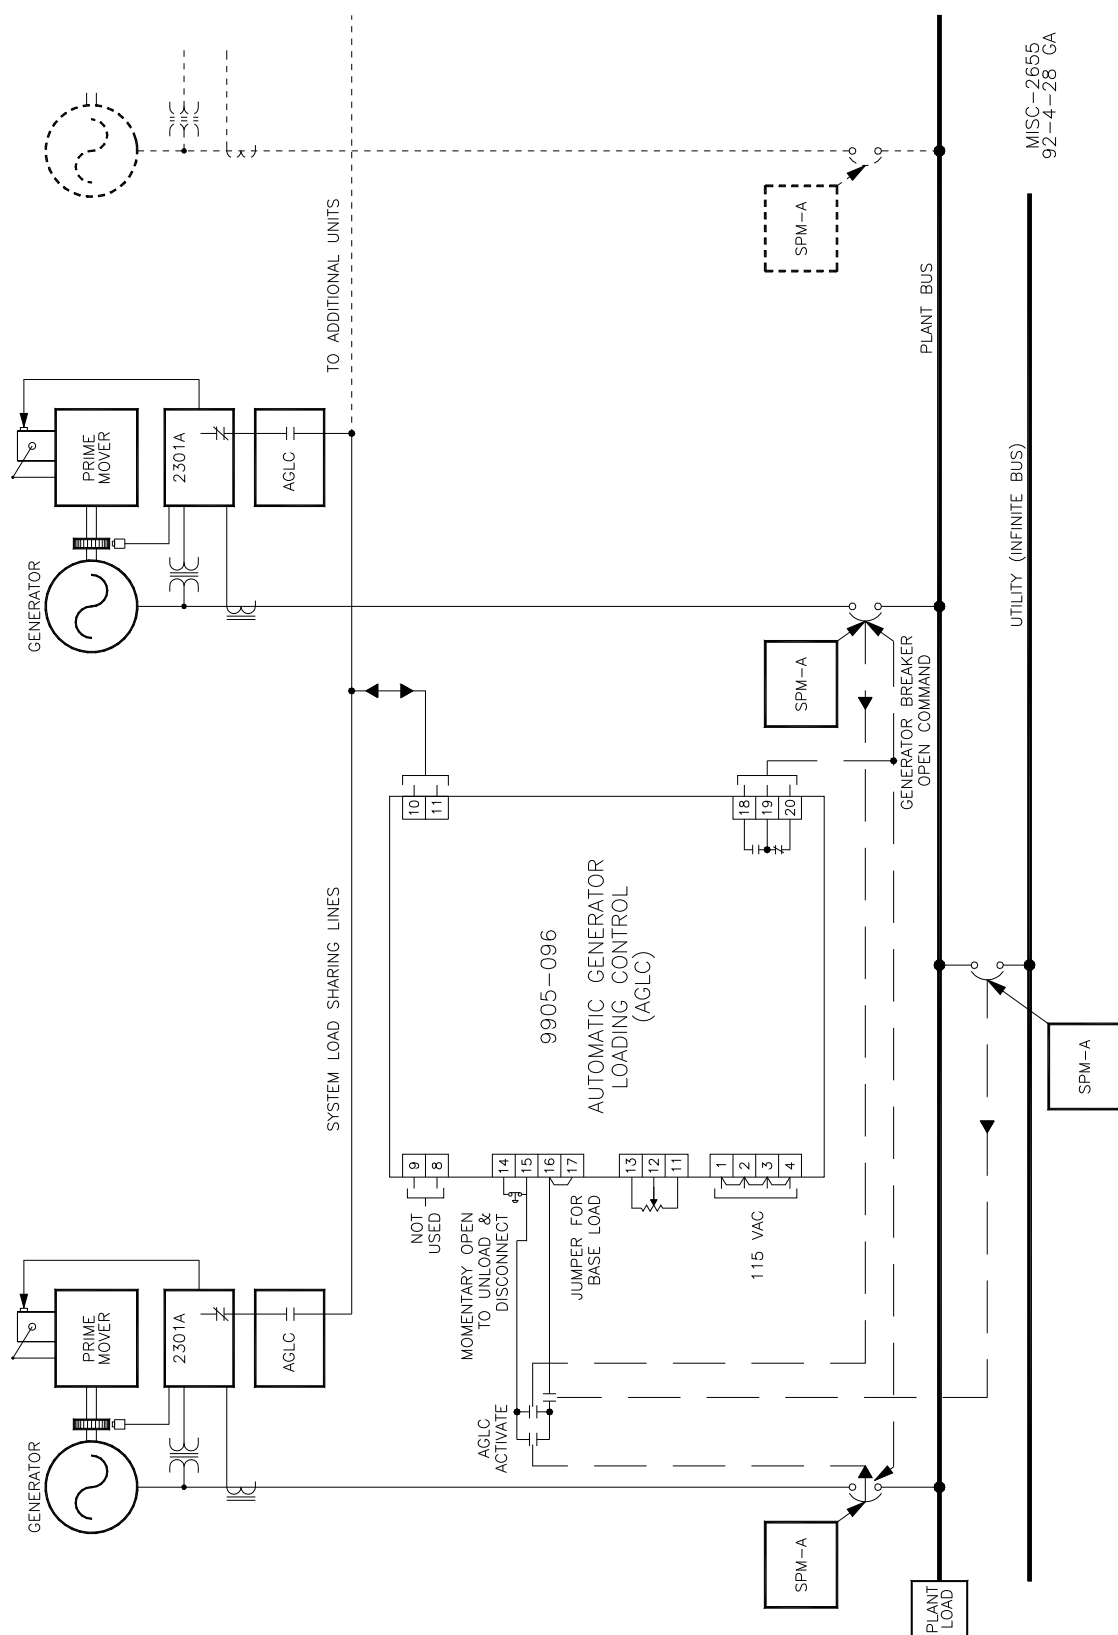 GENERATOR
PRIME
MOVER
2301A
AGLC
GENERATOR
PRIME
MOVER
2301A
AGLC
SYSTEM LOAD SHARING LINES
TO ADDITIONAL UNITS
NOT
USED
9
8
MOMENTARY OPEN
TO UNLOAD &
DISCONNECT
14
15
16
17
JUMPER FOR
BASE LOAD
13
12
11
115 VAC
1
2
3
4
AGLC
ACTIVATE
9905-096
AUTOMATIC GENERATOR
LOADING CONTROL
(AGLC)
10
11
18
19
20
SPM-A
SPM-A
SPM-A
GENERATOR BREAKER
OPEN COMMAND
PLANT
LOAD
PLANT BUS
SPM-A
UTILITY (INFINITE BUS)
MISC-2655
92-4-28 GA